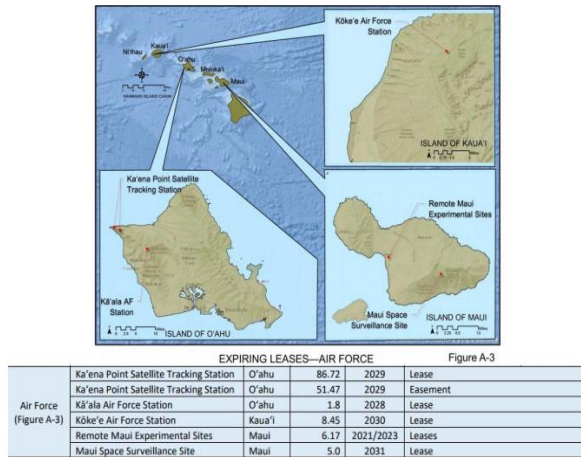 Kaua'i
Ni'ihau
O'ahu
Moloka'i
Maui
Kōke'e Air Force
Station
ISLAND OF KAUA'I
Ka'ena Point Satellite
Tracking Station
Kā'ala AF
Station
ISLAND OF O'AHU
Remote Maui
Experimental Sites
Maui Space
Surveillance Site
ISLAND OF MAUI
EXPIRING LEASES—AIR FORCE Figure A-3
Air Force
(Figure A-3)
Ka'ena Point Satellite Tracking Station O'ahu 86.72 2029 Lease
Ka'ena Point Satellite Tracking Station O'ahu 51.47 2029 Easement
Kā'ala Air Force Station O'ahu 1.8 2028 Lease
Kōke'e Air Force Station Kaua'i 8.45 2030 Lease
Remote Maui Experimental Sites Maui 6.17 2021/2023 Leases
Maui Space Surveillance Site Maui 5.0 2031 Lease